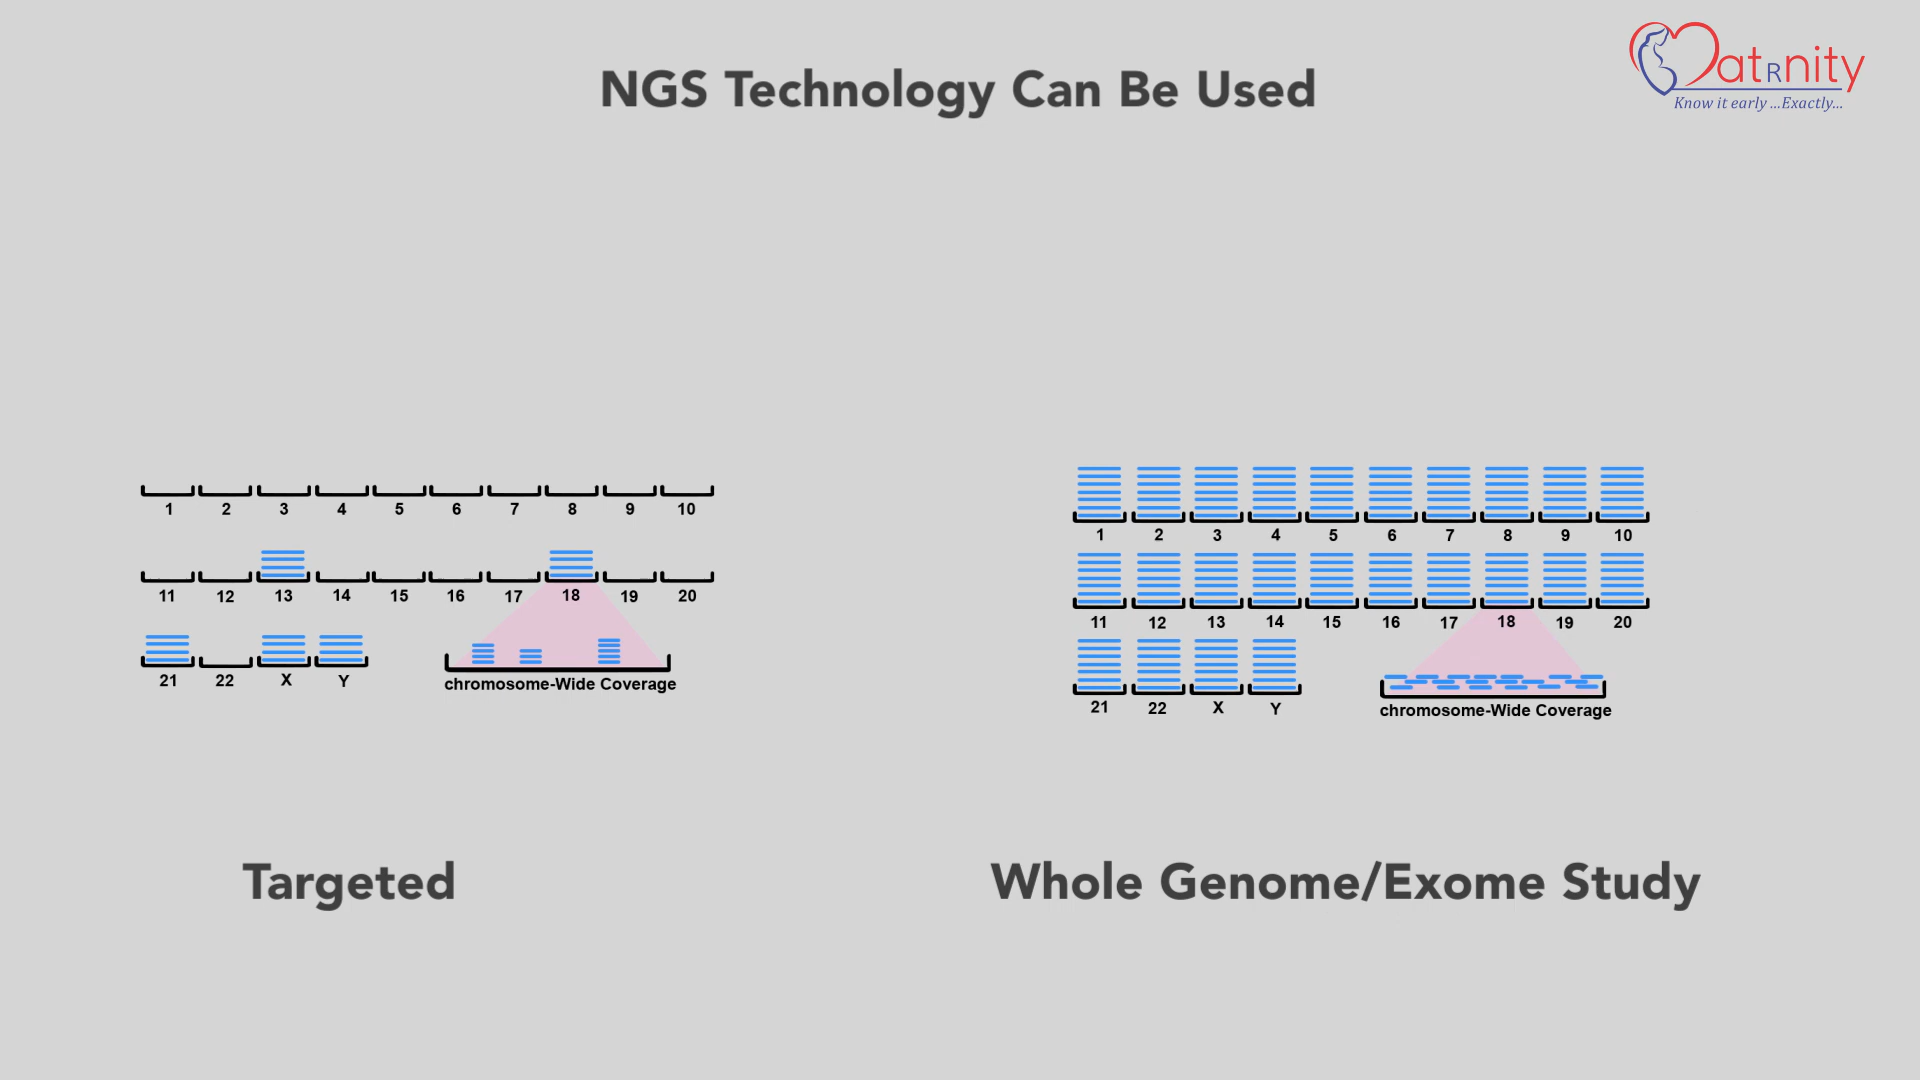 NGS Technology Can Be Used
Matrnity
Know it early ...Exactly...
1 2 3 4 5 6 7 8 9 10
11 12 13 14 15 16 17 18 19 20
21 22 X Y
chromosome-Wide Coverage
Targeted
1 2 3 4 5 6 7 8 9 10
11 12 13 14 15 16 17 18 19 20
21 22 X Y
chromosome-Wide Coverage
Whole Genome/Exome Study